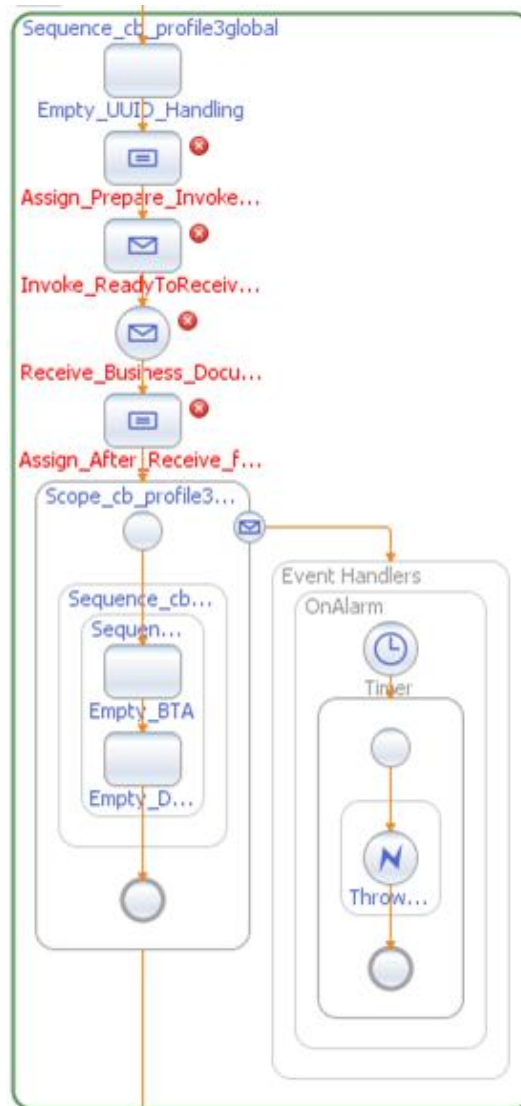 Sequence_cb_profile3global
Empty_UUID_Handling
Assign_Prepare_Invoke...
Invoke_ReadyToReceiv...
Receive_Business_Docu...
Assign_After_Receive_f...
Scope_cb_profile3...
Event Handlers
Sequence_cb...
OnAlarm
Sequen...
Timer
Empty_BTA
Empty_D...
Throw...